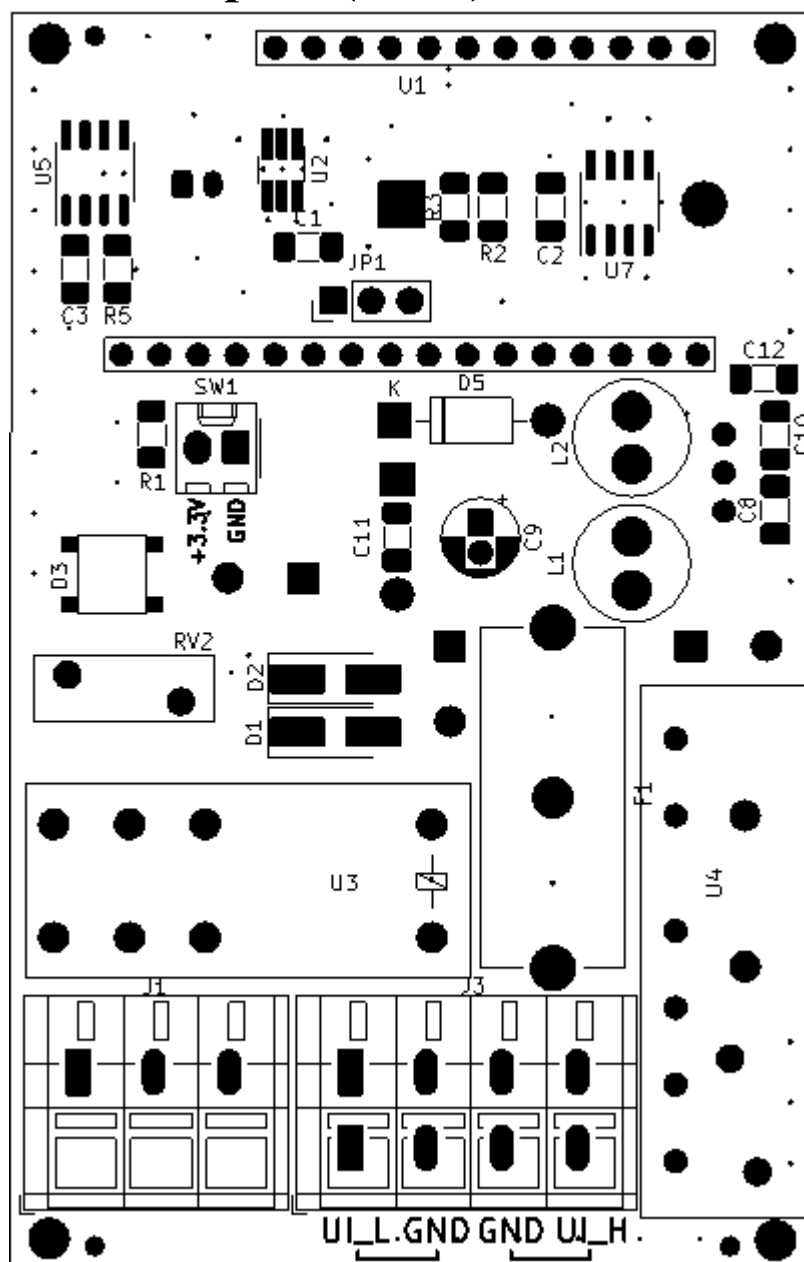 U1
U5
U2
R3
C1
R2
C2
U7
JP1
C3
R5
C12
SW1
K
D5
C10
L2
R1
+3.3V
GND
C11
C9
C8
L1
D3
RV2
D2
D1
F1
U3
U4
J1
J3
UI_L GND GND UI_H